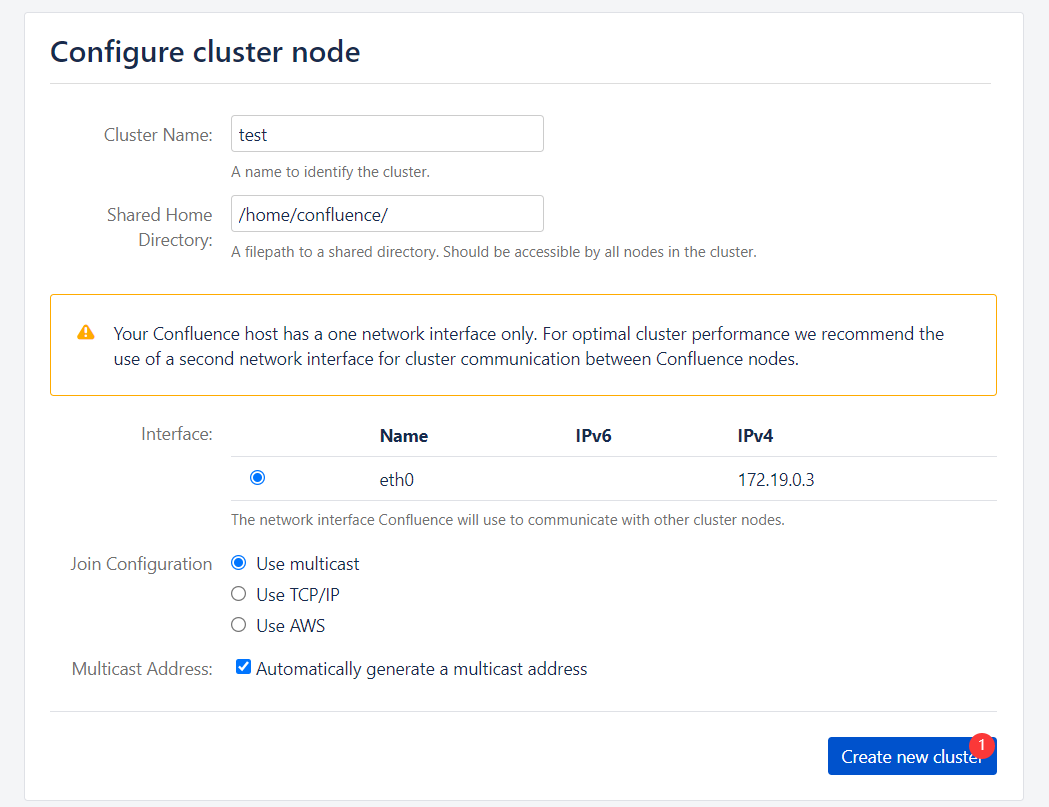 Configure cluster node
Cluster Name:
test
A name to identify the cluster.
Shared Home
Directory:
/home/confluence/
A filepath to a shared directory. Should be accessible by all nodes in the cluster.
Your Confluence host has a one network interface only. For optimal cluster performance we recommend the
use of a second network interface for cluster communication between Confluence nodes.
Interface:
Name IPv6 IPv4
eth0 172.19.0.3
The network interface Confluence will use to communicate with other cluster nodes.
Join Configuration
Use multicast
Use TCP/IP
Use AWS
Multicast Address:
Automatically generate a multicast address
Create new cluster
1